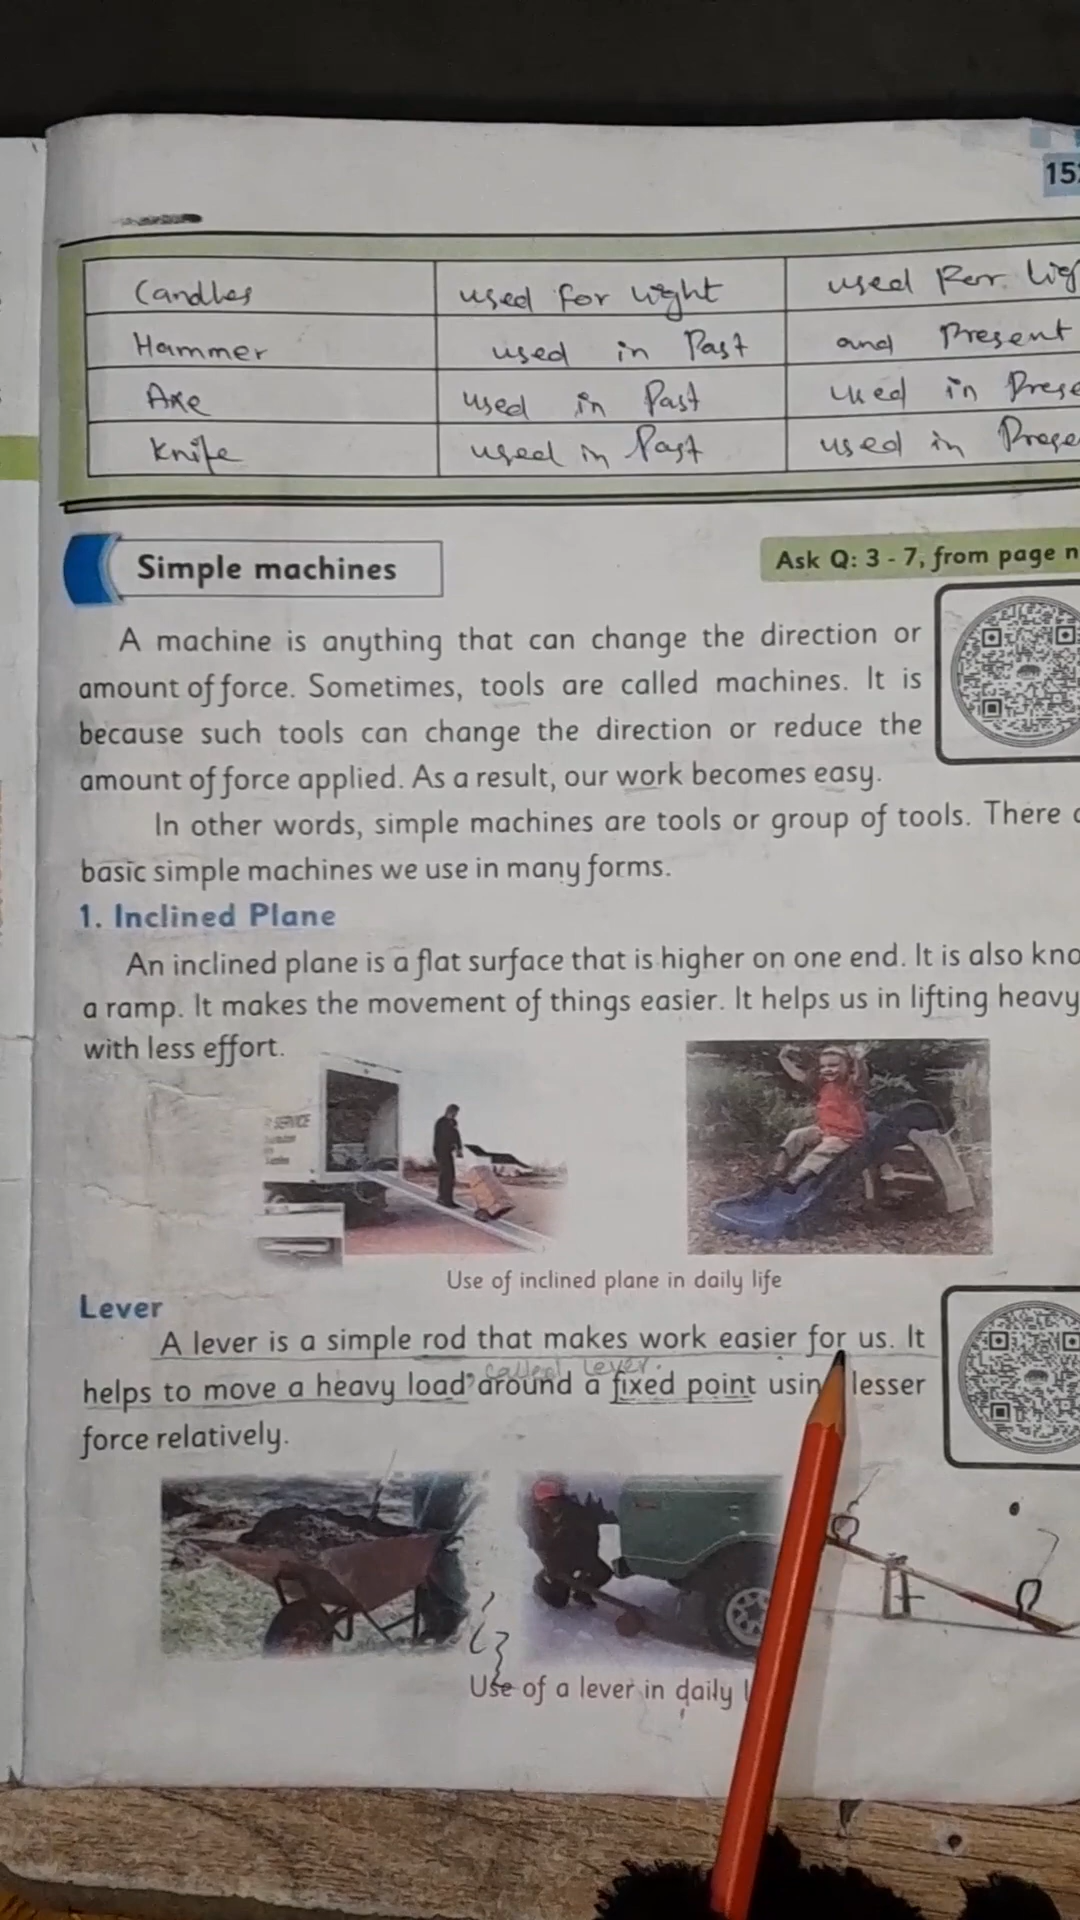 15
Candles used for light used For. lig
Hammer used in Past and Present
Axe used in Past used in Prese
Knife used in Past used in Prese
Simple machines
Ask Q: 3 - 7, from page n
A machine is anything that can change the direction or
amount of force. Sometimes, tools are called machines. It is
because such tools can change the direction or reduce the
amount of force applied. As a result, our work becomes easy.
In other words, simple machines are tools or group of tools. There
basic simple machines we use in many forms.
1. Inclined Plane
An inclined plane is a flat surface that is higher on one end. It is also kno
a ramp. It makes the movement of things easier. It helps us in lifting heavy
with less effort.
SERVICE
Use of inclined plane in daily life
Lever
A lever is a simple rod that makes work easier for us. It
called lever.
helps to move a heavy load around a fixed point usin lesser
force relatively.
Use of a lever in daily l